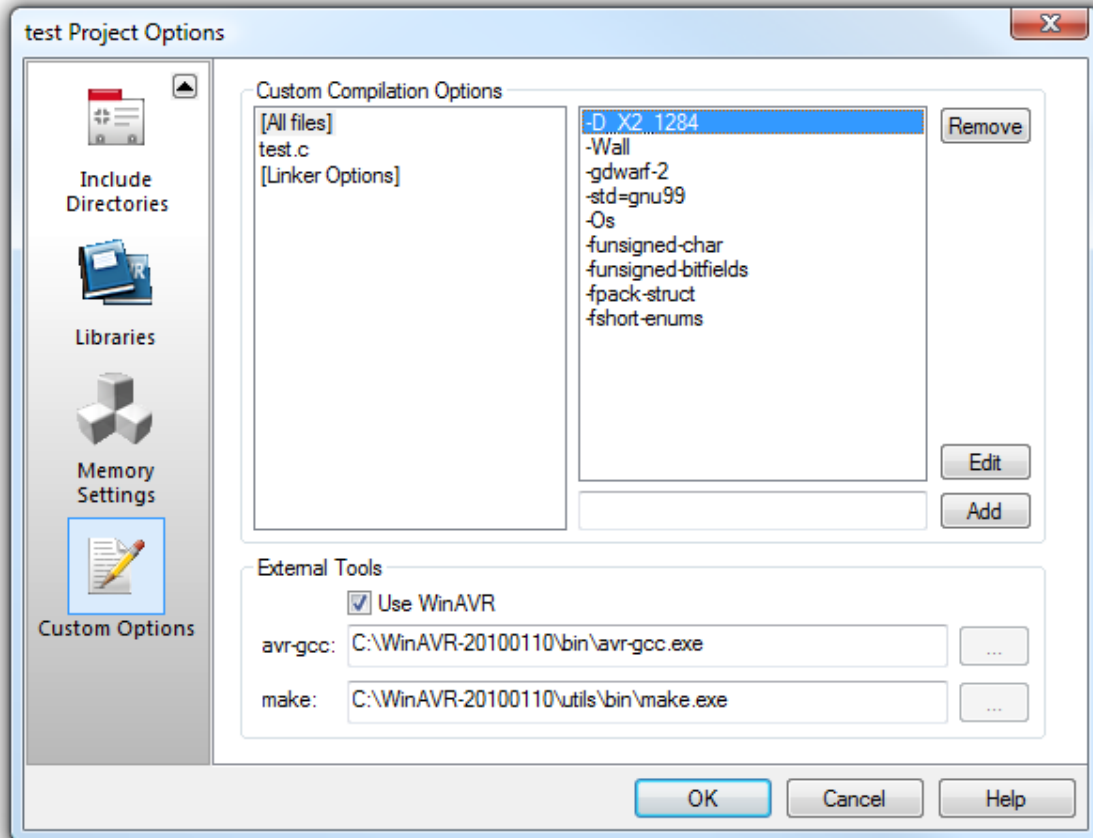 test Project Options
Include
Directories
Libraries
Memory
Settings
Custom Options
Custom Compilation Options
[All files]
test.c
[Linker Options]
-D_X2_1284
-Wall
-gdwarf-2
-std=gnu99
-Os
-funsigned-char
-funsigned-bitfields
-fpack-struct
-fshort-enums
Remove
Edit
Add
External Tools
Use WinAVR
avr-gcc: C:\WinAVR-20100110\bin\avr-gcc.exe ...
make: C:\WinAVR-20100110\utils\bin\make.exe ...
OK Cancel Help